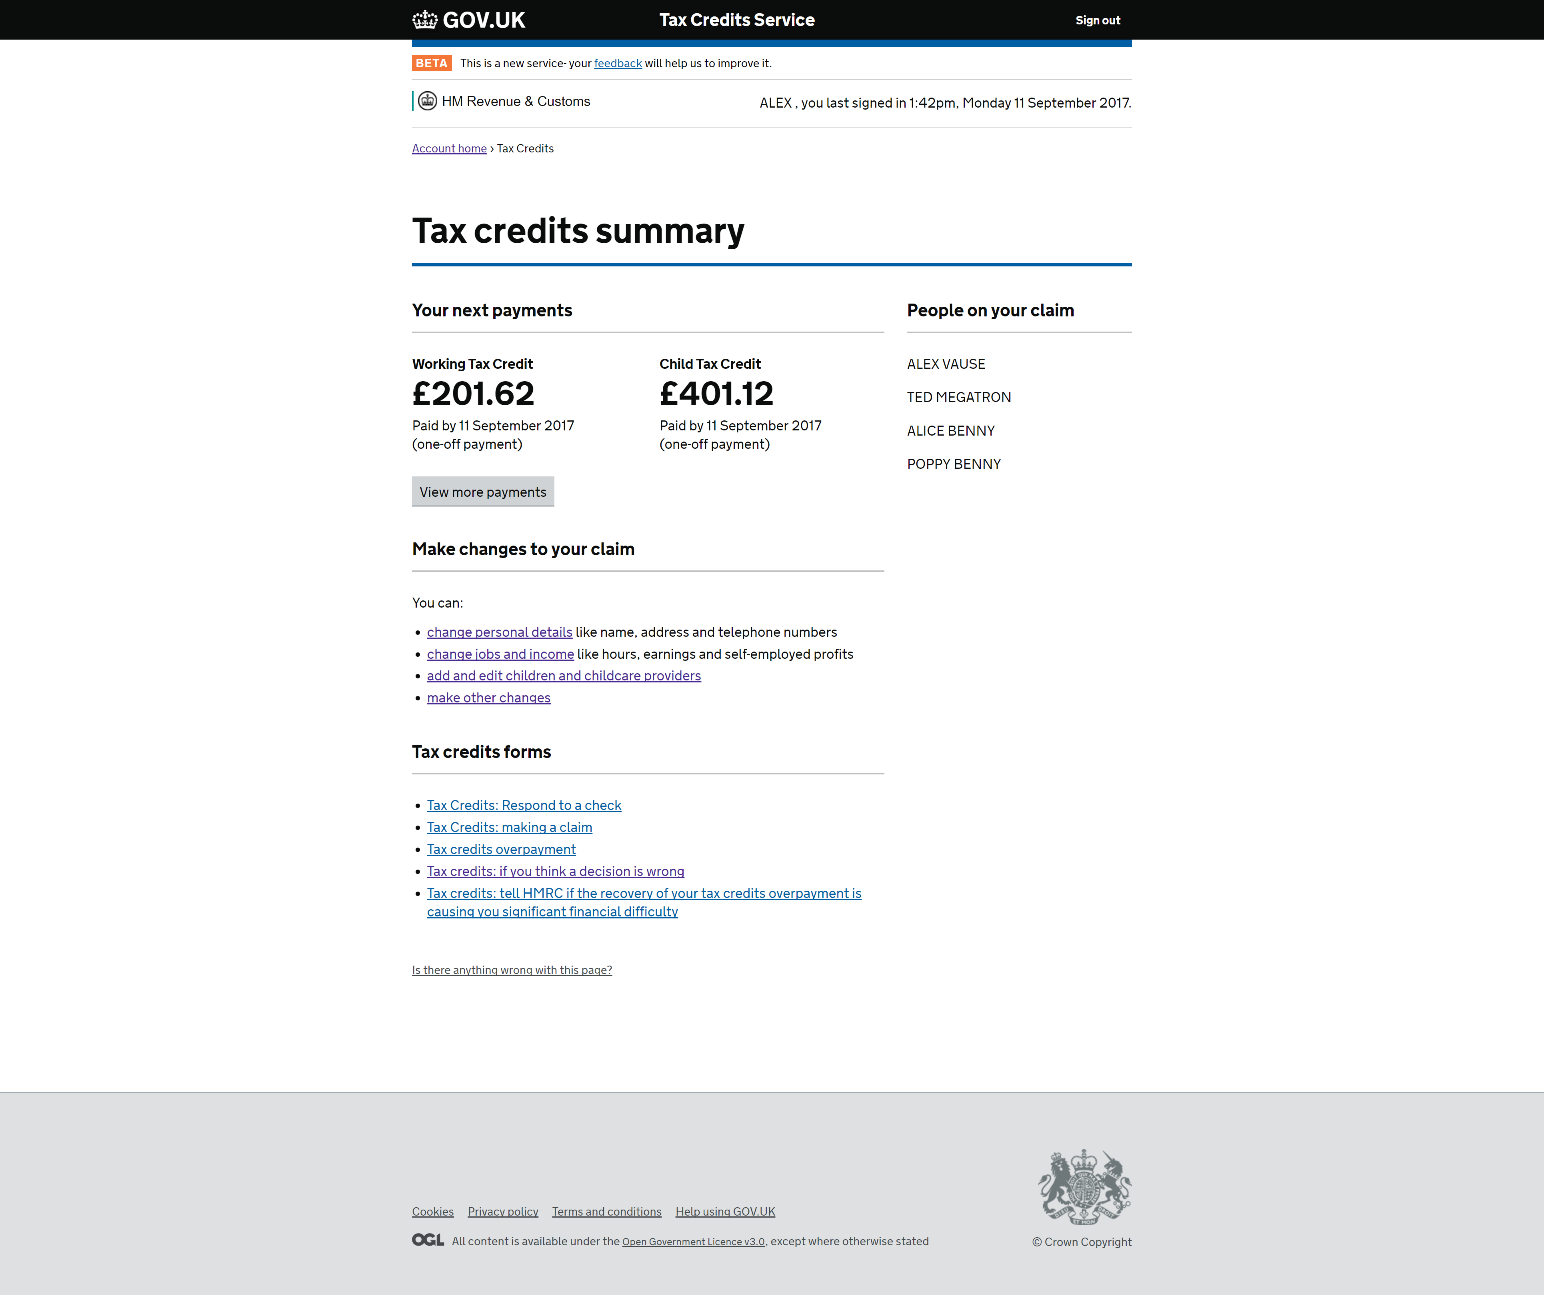 GOV.UK Tax Credits Service Sign out
BETA This is a new service- your feedback will help us to improve it.
HM Revenue & Customs ALEX , you last signed in 1:42pm, Monday 11 September 2017.
Account home › Tax Credits
Tax credits summary
Your next payments
Working Tax Credit
£201.62
Paid by 11 September 2017
(one-off payment)
Child Tax Credit
£401.12
Paid by 11 September 2017
(one-off payment)
View more payments
People on your claim
ALEX VAUSE
TED MEGATRON
ALICE BENNY
POPPY BENNY
Make changes to your claim
You can:
• change personal details like name, address and telephone numbers
• change jobs and income like hours, earnings and self-employed profits
• add and edit children and childcare providers
• make other changes
Tax credits forms
• Tax Credits: Respond to a check
• Tax Credits: making a claim
• Tax credits overpayment
• Tax credits: if you think a decision is wrong
• Tax credits: tell HMRC if the recovery of your tax credits overpayment is
causing you significant financial difficulty
Is there anything wrong with this page?
Cookies Privacy policy Terms and conditions Help using GOV.UK
OGL All content is available under the Open Government Licence v3.0, except where otherwise stated
© Crown Copyright